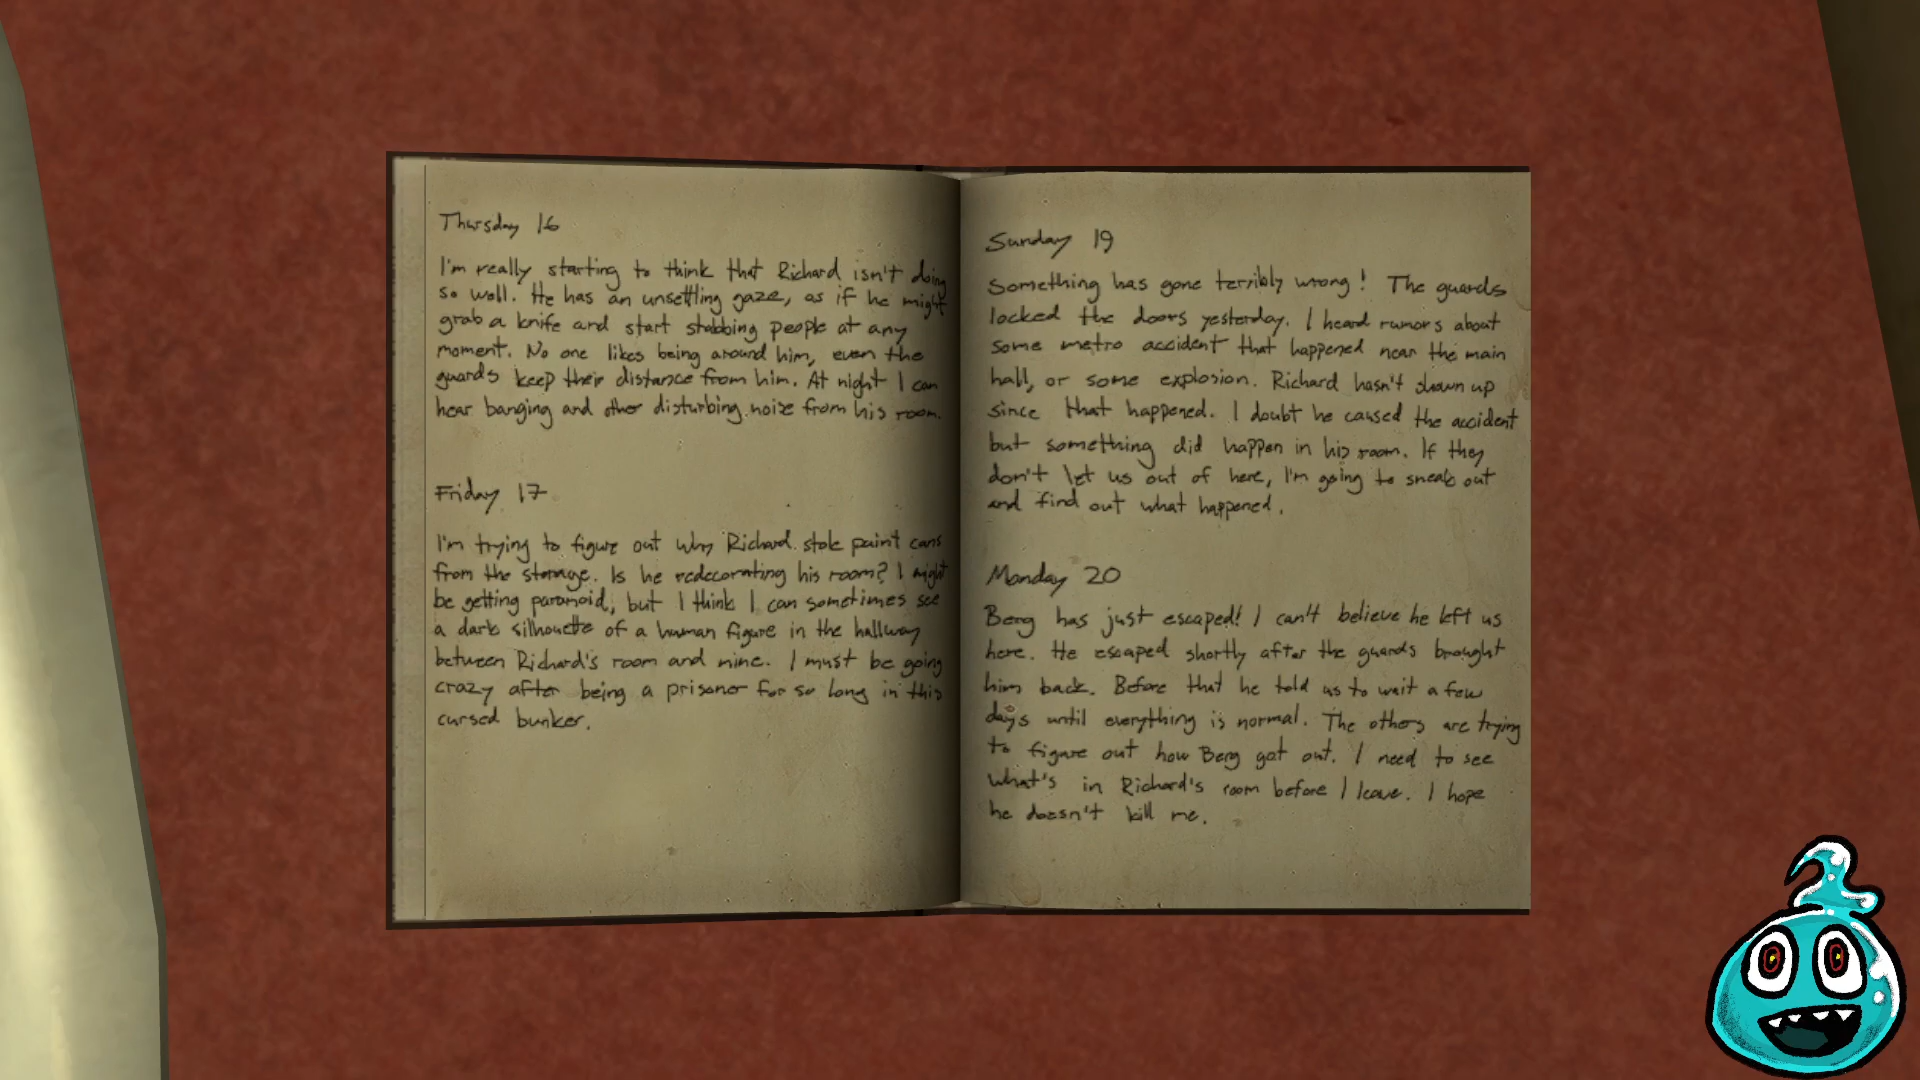 Thursday 16
I'm really starting to think that Richard isn't doing
so well. He has an unsettling gaze, as if he might
grab a knife and start stabbing people at any
moment. No one likes being around him, even the
guards keep their distance from him. At night I can
hear banging and other disturbing noise from his room.
Friday 17
I'm trying to figure out why Richard stole paint cans
from the storage. Is he redecorating his room? I might
be getting paranoid, but I think I can sometimes see
a dark silhouette of a human figure in the hallway
between Richard's room and mine. I must be going
crazy after being a prisoner for so long in this
cursed bunker.
Sunday 19
Something has gone terribly wrong! The guards
locked the doors yesterday. I heard rumors about
some metro accident that happened near the main
hall, or some explosion. Richard hasn't shown up
since that happened. I doubt he caused the accident
but something did happen in his room. If they
don't let us out of here, I'm going to sneak out
and find out what happened.
Monday 20
Berg has just escaped! I can't believe he left us
here. He escaped shortly after the guards brought
him back. Before that he told us to wait a few
days until everything is normal. The others are trying
to figure out how Berg got out. I need to see
what's in Richard's room before I leave. I hope
he doesn't kill me.